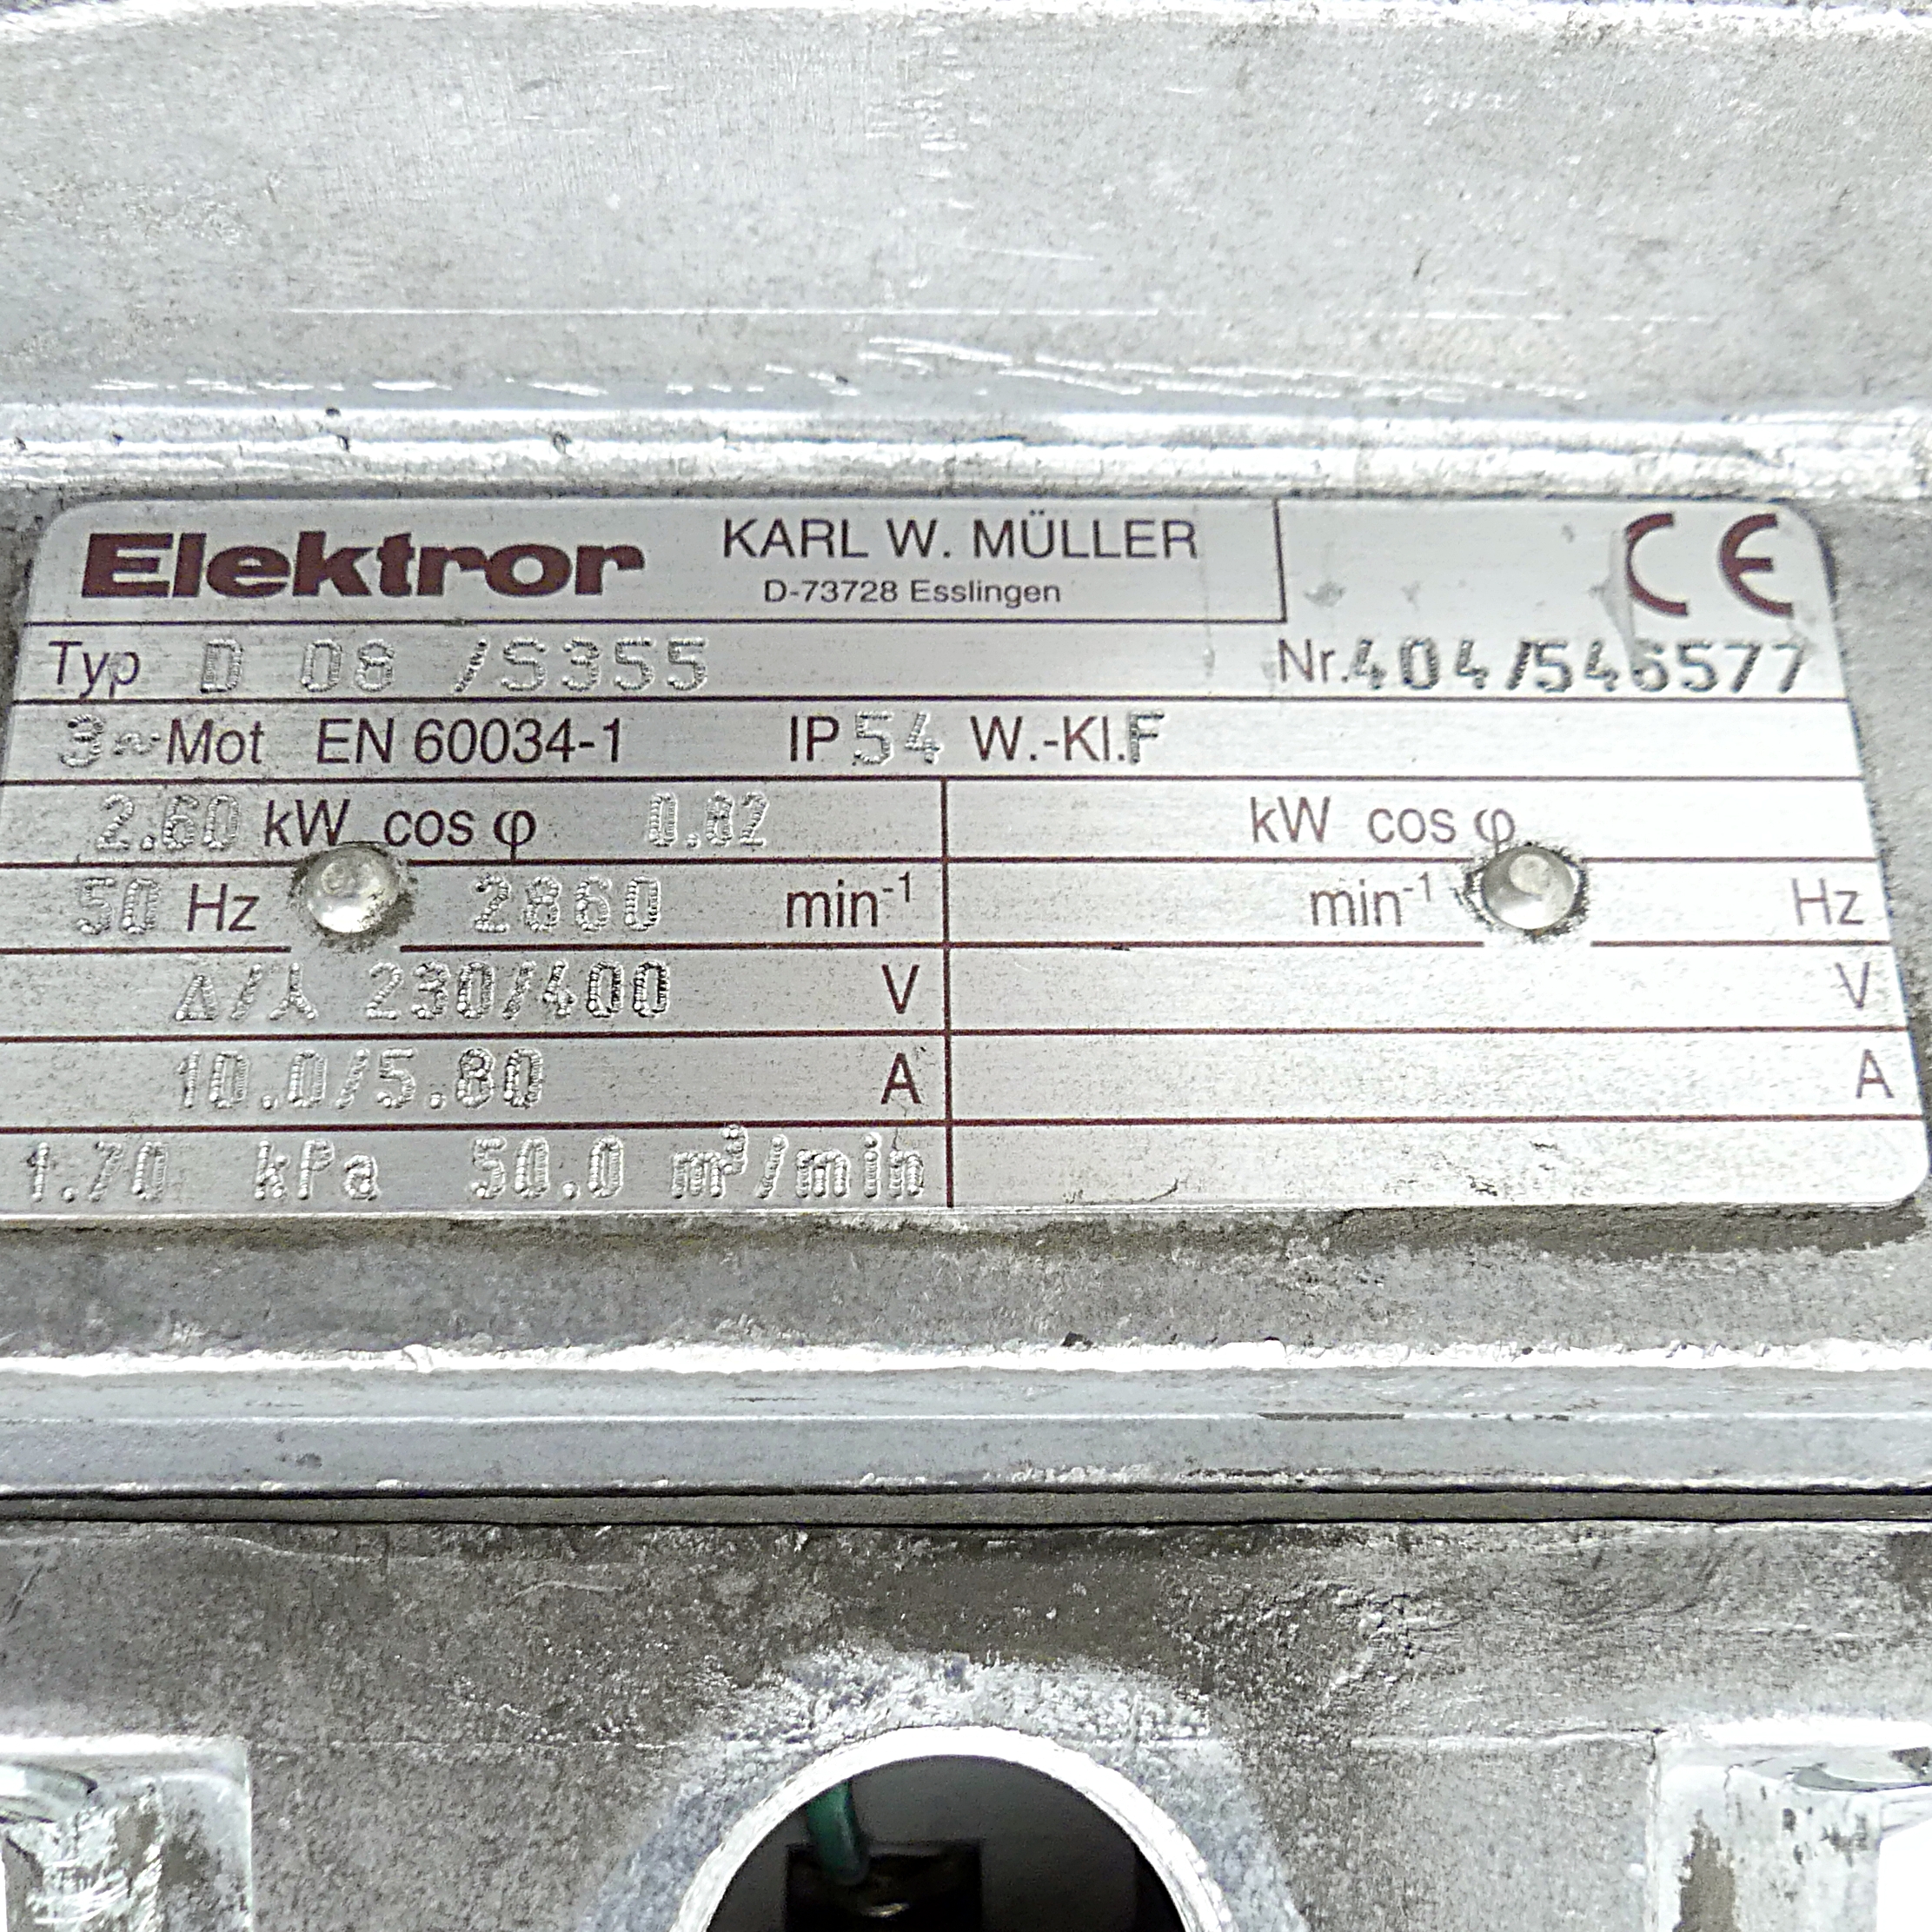 Elektror KARL W. MÜLLER CE
D-73728 Esslingen
Typ D 08 /S355 Nr.404/546577
3~Mot EN 60034-1 IP54 W.-Kl.F
2.60 kW cos φ 0.82 kW cos φ
50 Hz 2860 min⁻¹ min⁻¹ Hz
Δ/⅄ 230/400 V V
10.0/5.80 A A
1.70 kPa 50.0 m³/min